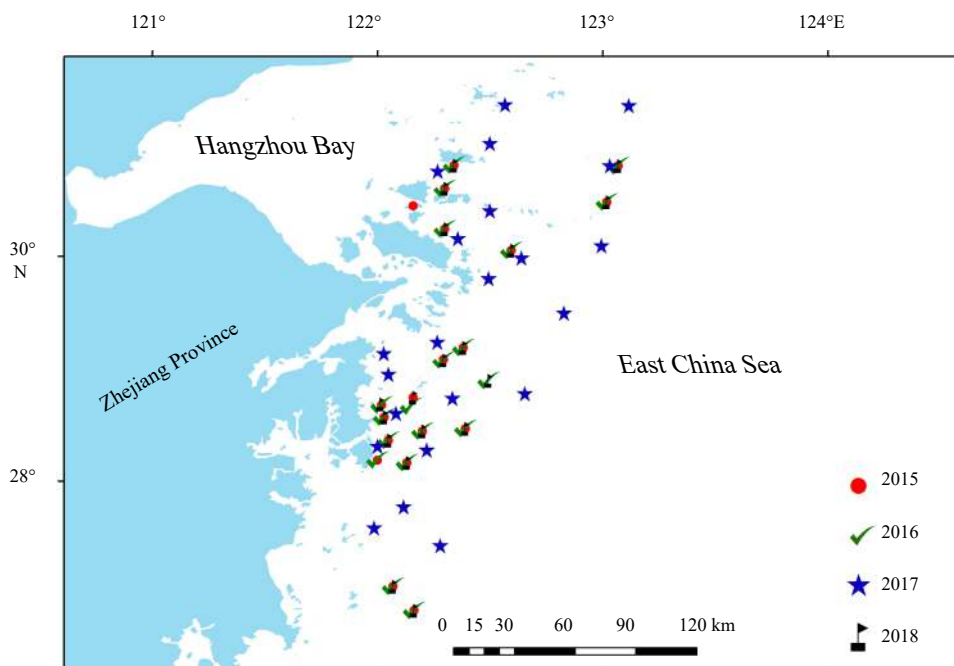 121° 122° 123° 124°E
Hangzhou Bay
30°
N
Zhejiang Province
East China Sea
28°
2015
2016
2017
2018
0 15 30 60 90 120 km